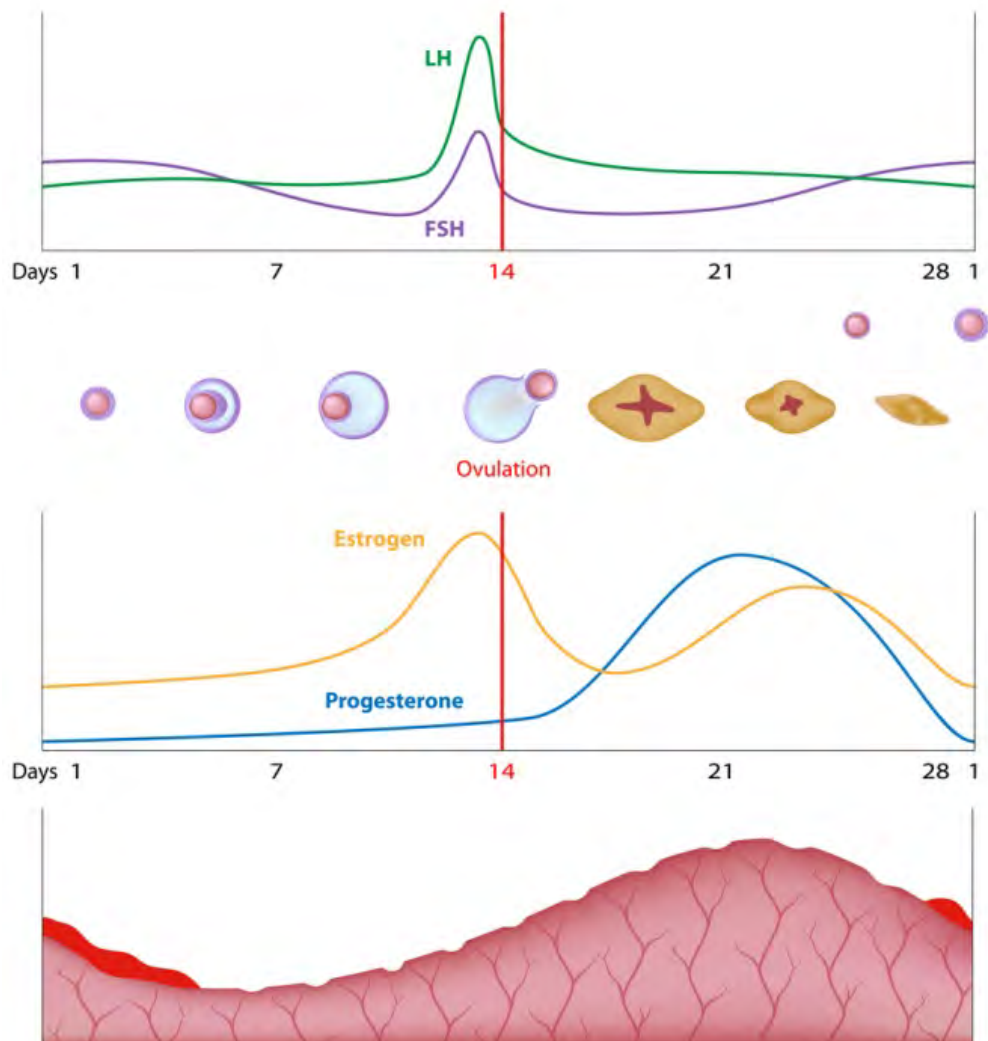 LH
FSH
Days 1 7 14 21 28 1
Ovulation
Estrogen
Progesterone
Days 1 7 14 21 28 1